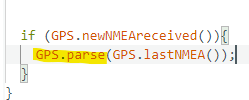 if (GPS.newNMEAreceived()){
GPS.parse(GPS.lastNMEA());
}
}